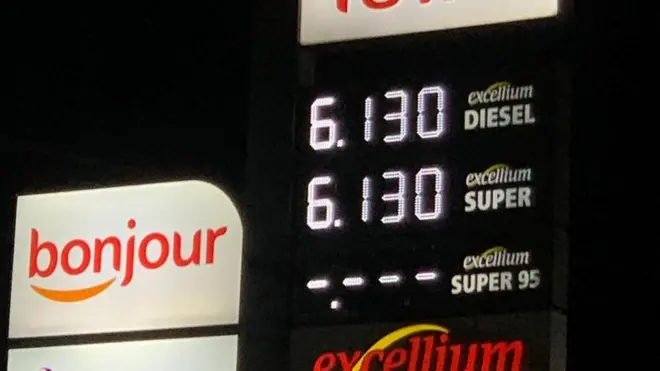 6.130 excellium
DIESEL
6.130 excellium
SUPER
-.--- excellium
SUPER 95
bonjour
excellium